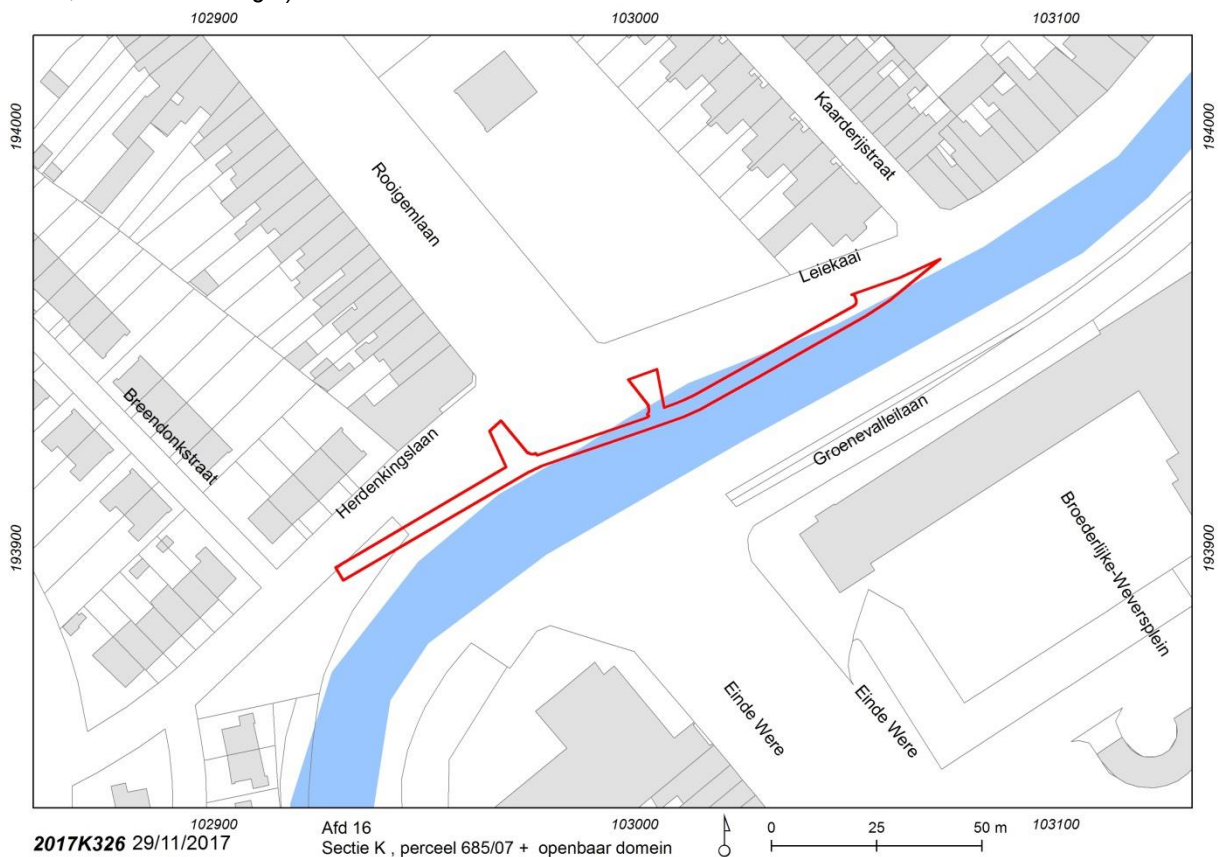 102900 103000 103100
194000 194000
Kaarderijstraat
Rooigemlaan
Leiekaai
Breendonkstraat
Groenevalleilaan
Herdenkingslaan
193900 193900
Broederlijke-Weversplein
Einde Were
Einde Were
102900 103000 103100
2017K326 29/11/2017
Afd 16
Sectie K , perceel 685/07 + openbaar domein
0 25 50 m